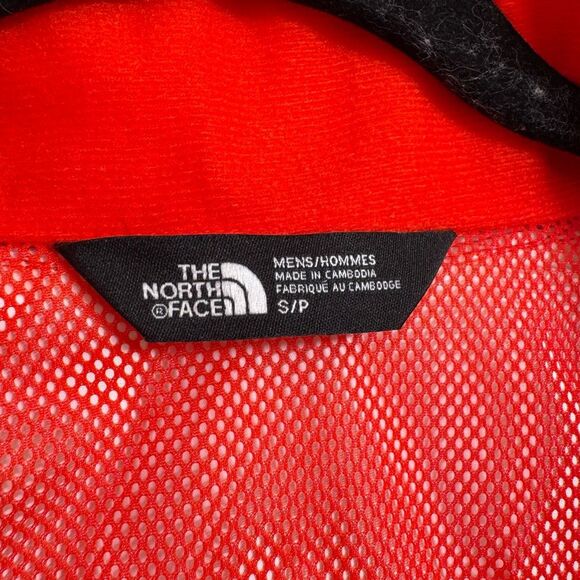 THE
NORTH
®FACE
MENS/HOMMES
MADE IN CAMBODIA
FABRIQUÉ AU CAMBODGE
S/P